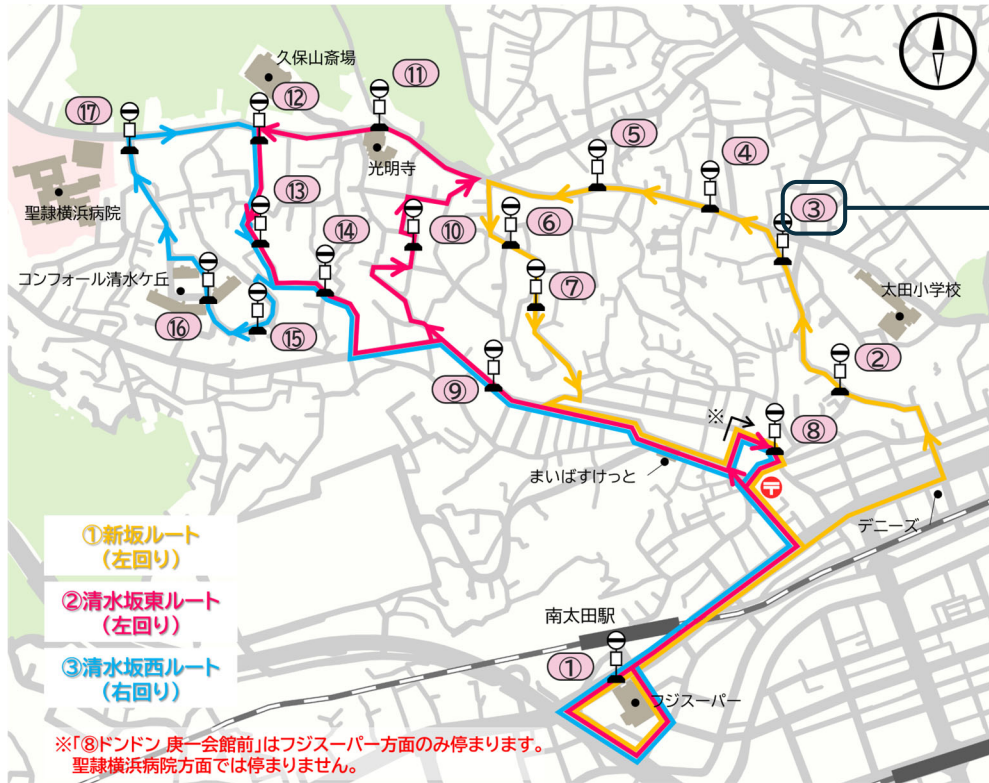 久保山斎場
⑪
⑰
⑫
⑤
④
光明寺
⑬
③
聖隷横浜病院
⑭
⑩
⑥
コンフォール清水ケ丘
⑦
太田小学校
⑯
⑮
②
⑨
※
⑧
まいばすけっと
〒
デニーズ
①新坂ルート
(左回り)
②清水坂東ルート
(左回り)
③清水坂西ルート
(右回り)
南太田駅
①
フジスーパー
※「⑧ドンドン 庚一会館前」はフジスーパー方面のみ停まります。
聖隷横浜病院方面では停まりません。